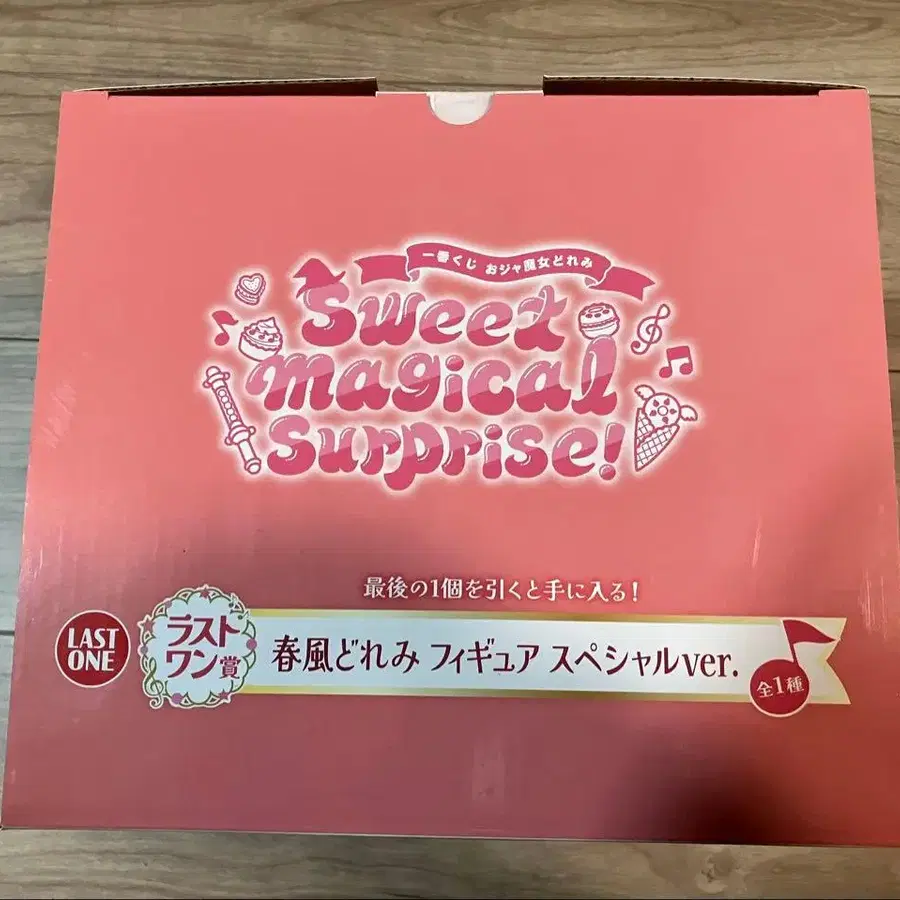 一番くじ おジャ魔女どれみ
Sweet
magical
surprise!
最後の1個を引くと手に入る!
LAST
ONE
ラスト
ワン賞
春風どれみ フィギュア スペシャルver.
全1種